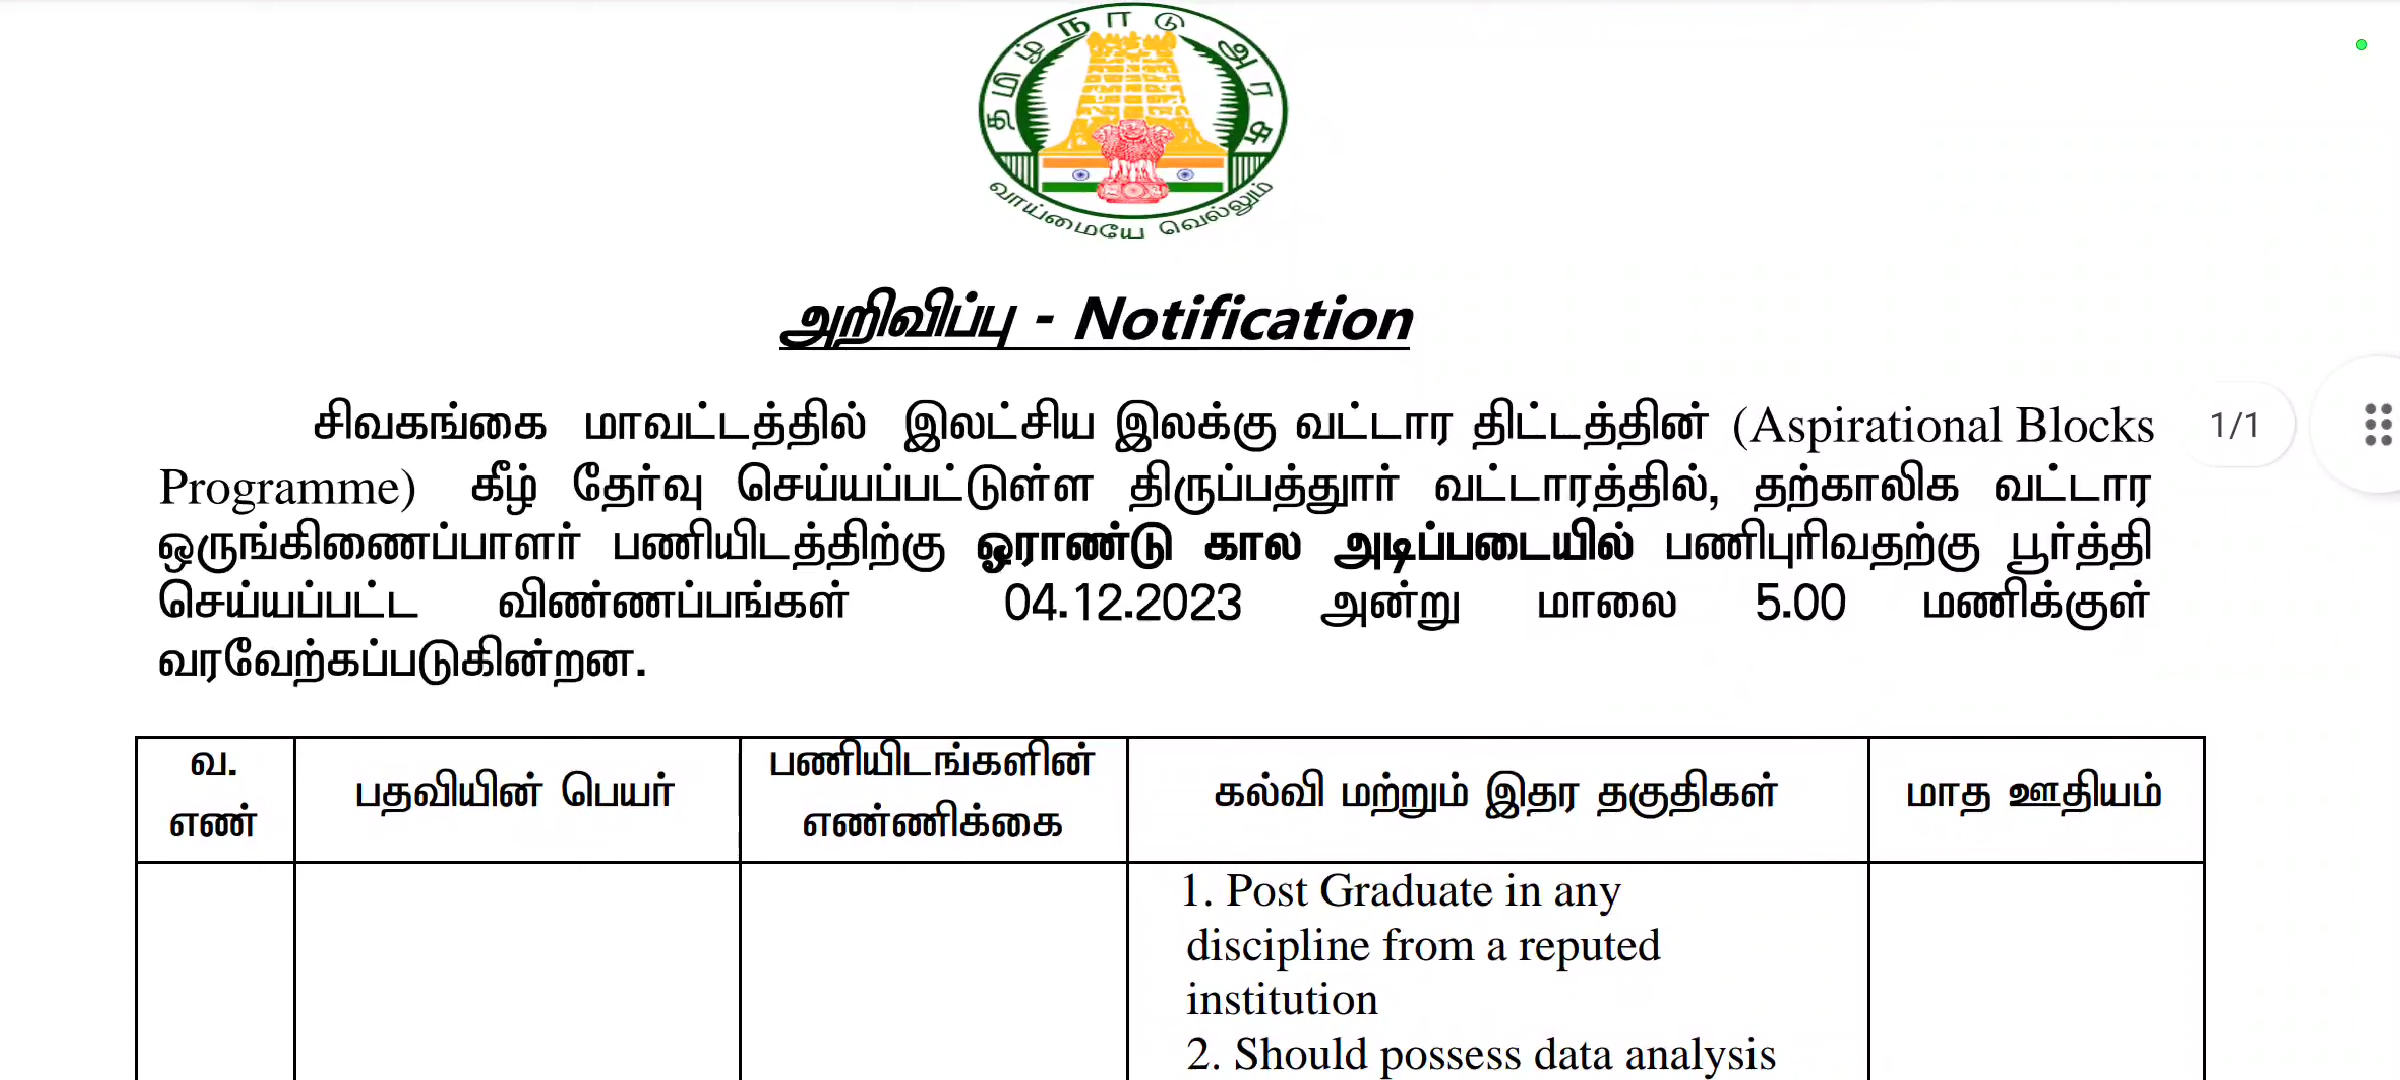 தமிழ்நாடு அரசு
வாய்மையே வெல்லும்
அறிவிப்பு - Notification
சிவகங்கை மாவட்டத்தில் இலட்சிய இலக்கு வட்டார திட்டத்தின் (Aspirational Blocks
Programme) கீழ் தேர்வு செய்யப்பட்டுள்ள திருப்பத்துார் வட்டாரத்தில், தற்காலிக வட்டார
ஒருங்கிணைப்பாளர் பணியிடத்திற்கு ஓராண்டு கால அடிப்படையில் பணிபுரிவதற்கு பூர்த்தி
செய்யப்பட்ட விண்ணப்பங்கள் 04.12.2023 அன்று மாலை 5.00 மணிக்குள்
வரவேற்கப்படுகின்றன.
1/1
வ.
எண்
பதவியின் பெயர்
பணியிடங்களின்
எண்ணிக்கை
கல்வி மற்றும் இதர தகுதிகள்
மாத ஊதியம்
1. Post Graduate in any
discipline from a reputed
institution
2. Should possess data analysis